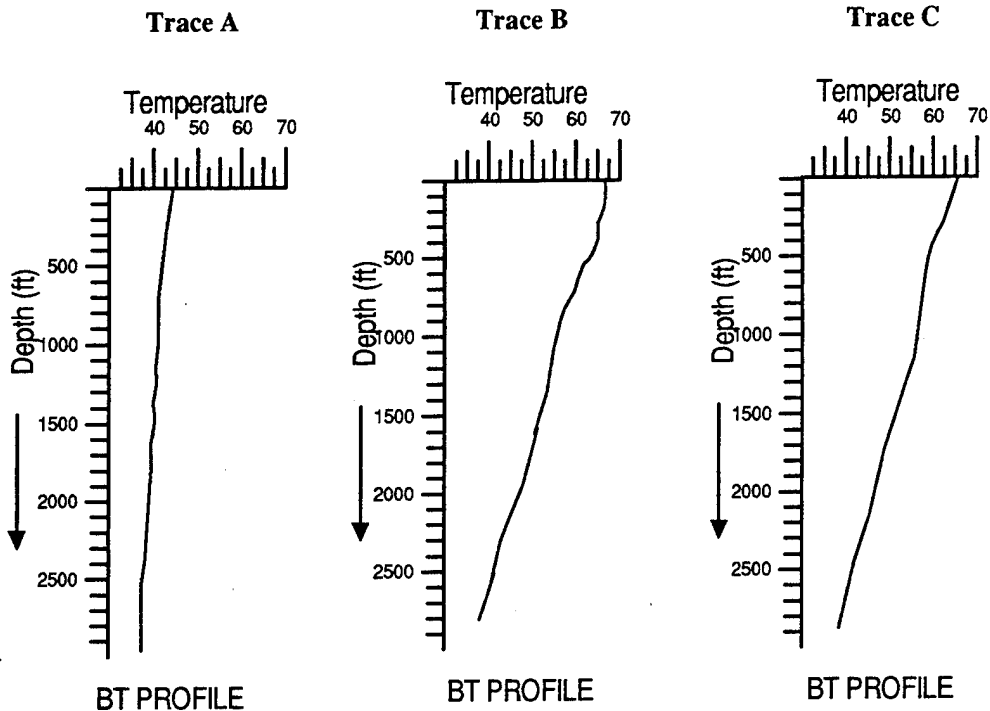 Trace A
Temperature
40 50 60 70
Depth (ft)
500
1000
1500
2000
2500
BT PROFILE
Trace B
Temperature
40 50 60 70
Depth (ft)
500
1000
1500
2000
2500
BT PROFILE
Trace C
Temperature
40 50 60 70
Depth (ft)
500
1000
1500
2000
2500
BT PROFILE